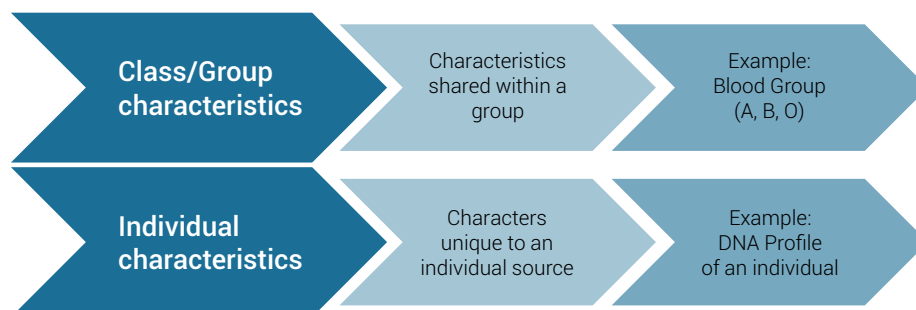 Class/Group
characteristics
Characteristics
shared within a
group
Example:
Blood Group
(A, B, O)
Individual
characteristics
Characters
unique to an
individual source
Example:
DNA Profile
of an individual